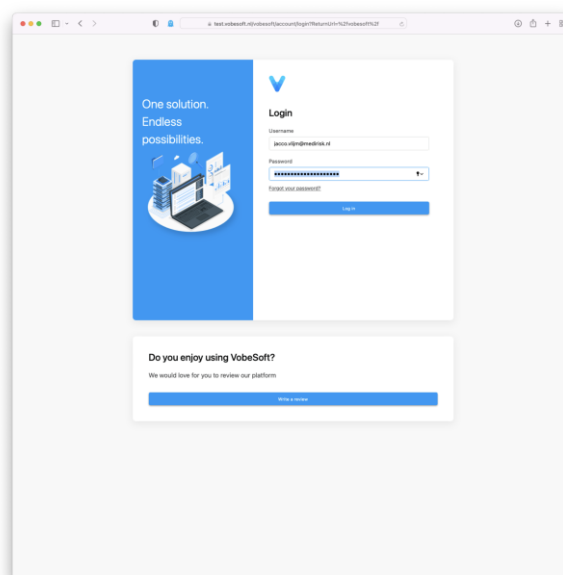 test.vobesoft.nl/vobesoft/account/login?ReturnUrl=%2Fvobesoft%2F
One solution.
Endless
possibilities.
Login
Username
jacco.vlijm@medirisk.nl
Password
Forgot your password?
Log in
Do you enjoy using VobeSoft?
We would love for you to review our platform
Write a review